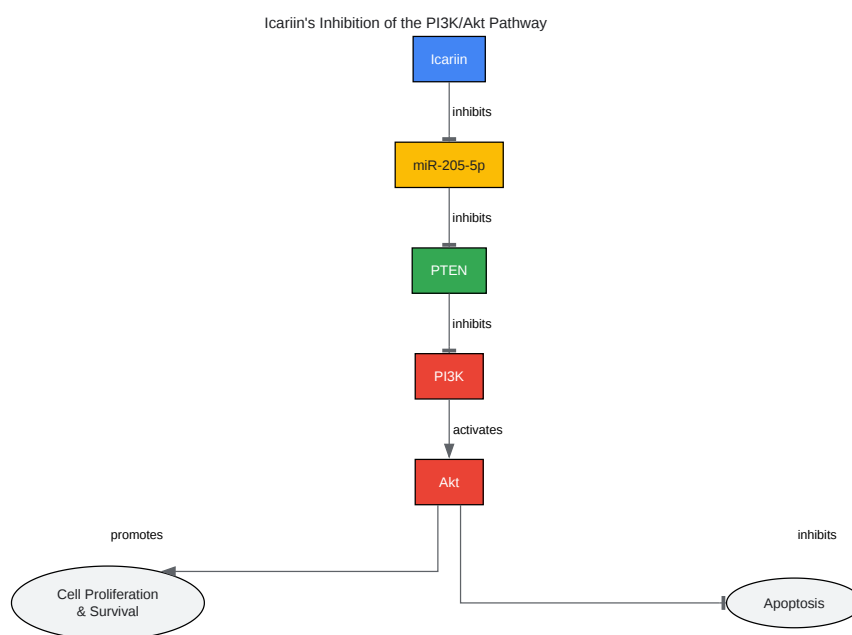 Icariin's Inhibition of the PI3K/Akt Pathway
Icariin
inhibits
miR-205-5p
inhibits
PTEN
inhibits
PI3K
activates
Akt
promotes
inhibits
Cell Proliferation
& Survival
Apoptosis